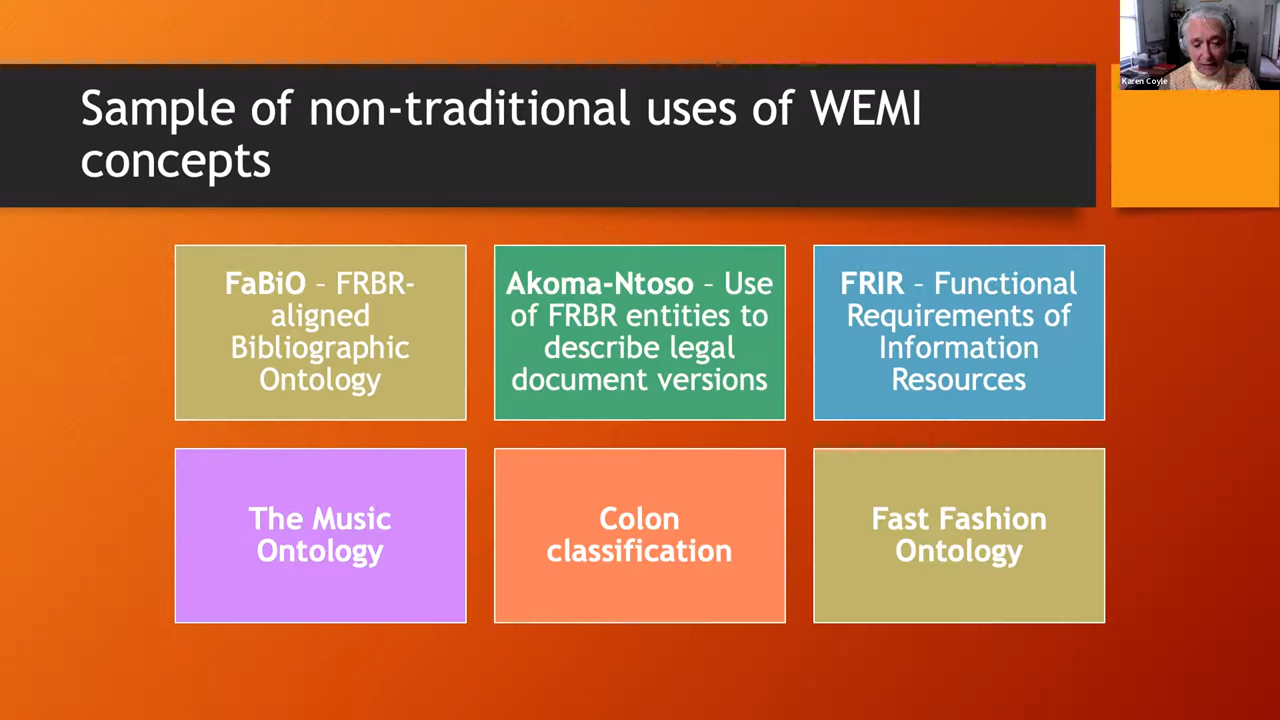 Karen Coyle
Sample of non-traditional uses of WEMI
concepts
FaBiO – FRBR-
aligned
Bibliographic
Ontology
Akoma-Ntoso – Use
of FRBR entities to
describe legal
document versions
FRIR – Functional
Requirements of
Information
Resources
The Music
Ontology
Colon
classification
Fast Fashion
Ontology